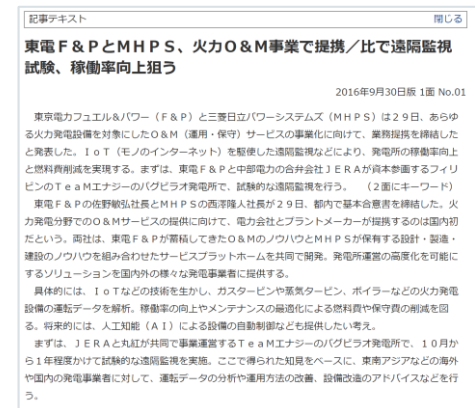 記事テキスト
閉じる
東電F&PとMHPS、火力O&M事業で提携／比で遠隔監視
試験、稼働率向上狙う
2016年9月30日版 1面 No.01
東京電力フュエル＆パワー（F＆P）と三菱日立パワーシステムズ（MHPS）は29日、あらゆ
る火力発電設備を対象にしたO＆M（運用・保守）サービスの事業化に向けて、業務提携を締結した
と発表した。IoT（モノのインターネット）を駆使した遠隔監視などにより、発電所の稼働率向上
と燃料費削減を実現する。まずは、東電F＆Pと中部電力の合弁会社JERAが資本参画するフィリ
ピンのTeaMエナジーのパグビラオ発電所で、試験的な遠隔監視を行う。　（2面にキーワード）
東電F＆Pの佐野敏弘社長とMHPSの西澤隆人社長が29日、都内で基本合意書を締結した。火
力発電分野でのO＆Mサービスの提供に向けて、電力会社とプラントメーカーが提携するのは国内初
だという。両社は、東電F＆Pが蓄積してきたO＆MのノウハウとMHPSが保有する設計・製造・
建設のノウハウを組み合わせたサービスプラットホームを共同で開発。発電所運営の高度化を可能に
するソリューションを国内外の様々な発電事業者に提供する。
具体的には、IoTなどの技術を生かし、ガスタービンや蒸気タービン、ボイラーなどの火力発電
設備の運転データを解析。稼働率の向上やメンテナンスの最適化による燃料費や保守費の削減を図
る。将来的には、人工知能（AI）による設備の自動制御なども提供したい考え。
まずは、JERAと丸紅が共同で事業運営するTeaMエナジーのパグビラオ発電所で、10月か
ら1年程度かけて試験的な遠隔監視を実施。ここで得られた知見をベースに、東南アジアなどの海外
や国内の発電事業者に対して、運転データの分析や運用方法の改善、設備改造のアドバイスなどを行
う。